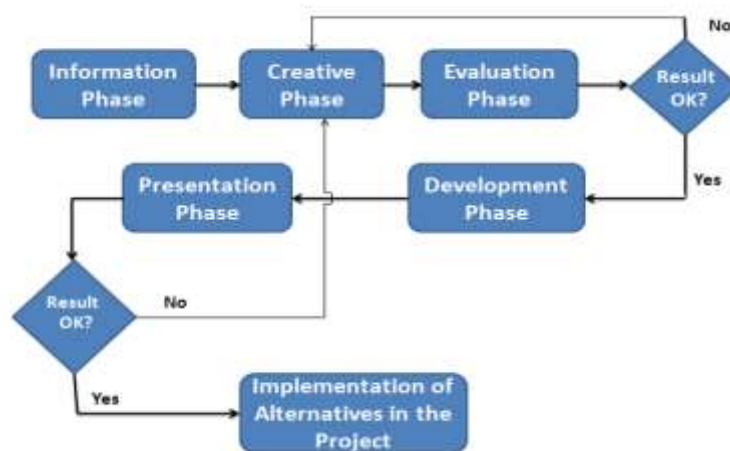 No
Information
Phase
Creative
Phase
Evaluation
Phase
Result
OK?
Yes
Presentation
Phase
Development
Phase
Result
OK?
No
Yes
Implementation of
Alternatives in the
Project